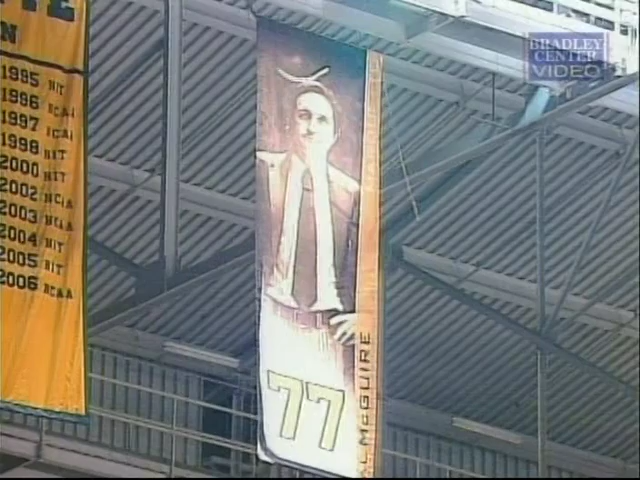 N
1995 NIT
1996 NCAA
1997 NCAA
1998 NIT
2000 NIT
2002 NCAA
2003 NCAA
2004 NIT
2005 NIT
2006 NCAA
77
AL McGUIRE
BRADLEY
CENTER
VIDEO